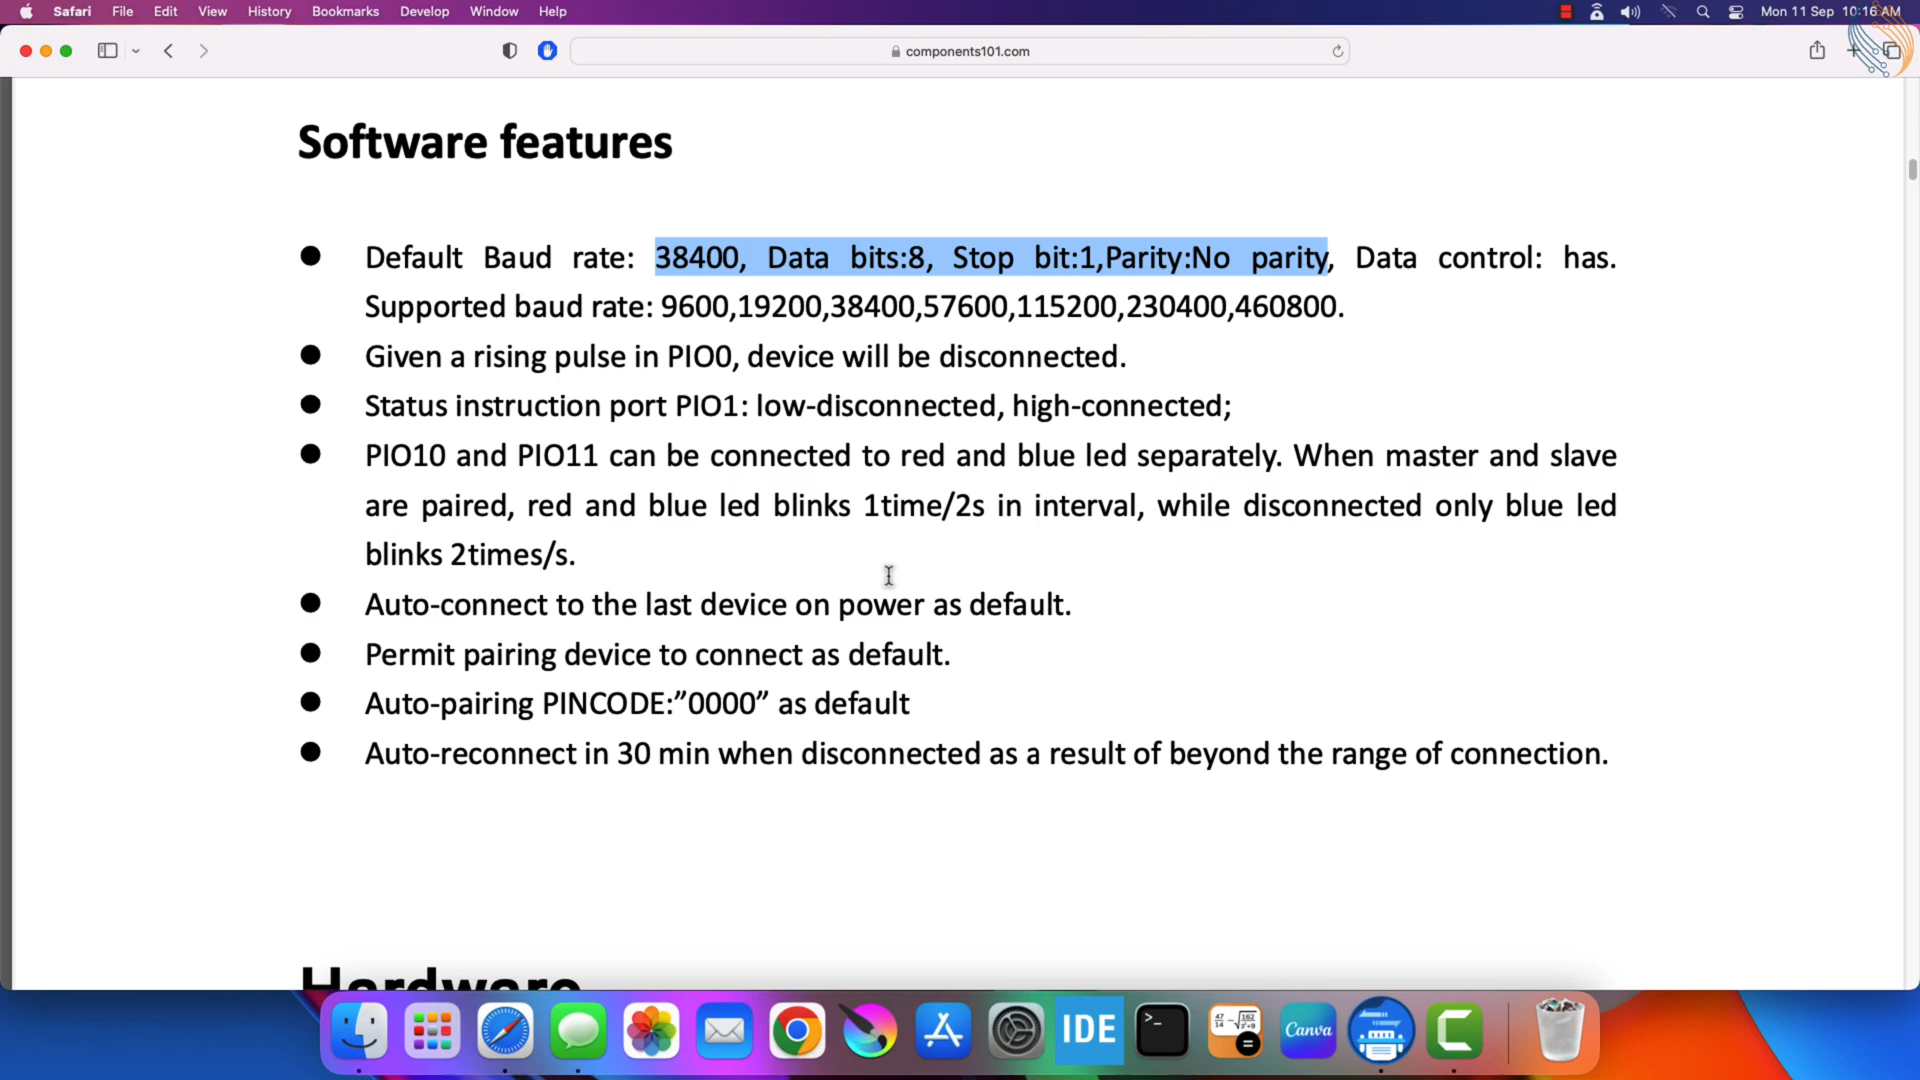 Safari File Edit View History Bookmarks Develop Window Help Mon 11 Sep 10:16 AM
components101.com
Software features
● Default Baud rate: 38400, Data bits:8, Stop bit:1,Parity:No parity, Data control: has.
Supported baud rate: 9600,19200,38400,57600,115200,230400,460800.
● Given a rising pulse in PIO0, device will be disconnected.
● Status instruction port PIO1: low-disconnected, high-connected;
● PIO10 and PIO11 can be connected to red and blue led separately. When master and slave
are paired, red and blue led blinks 1time/2s in interval, while disconnected only blue led
blinks 2times/s.
● Auto-connect to the last device on power as default.
● Permit pairing device to connect as default.
● Auto-pairing PINCODE:”0000” as default
● Auto-reconnect in 30 min when disconnected as a result of beyond the range of connection.
Hardware
IDE
Canva